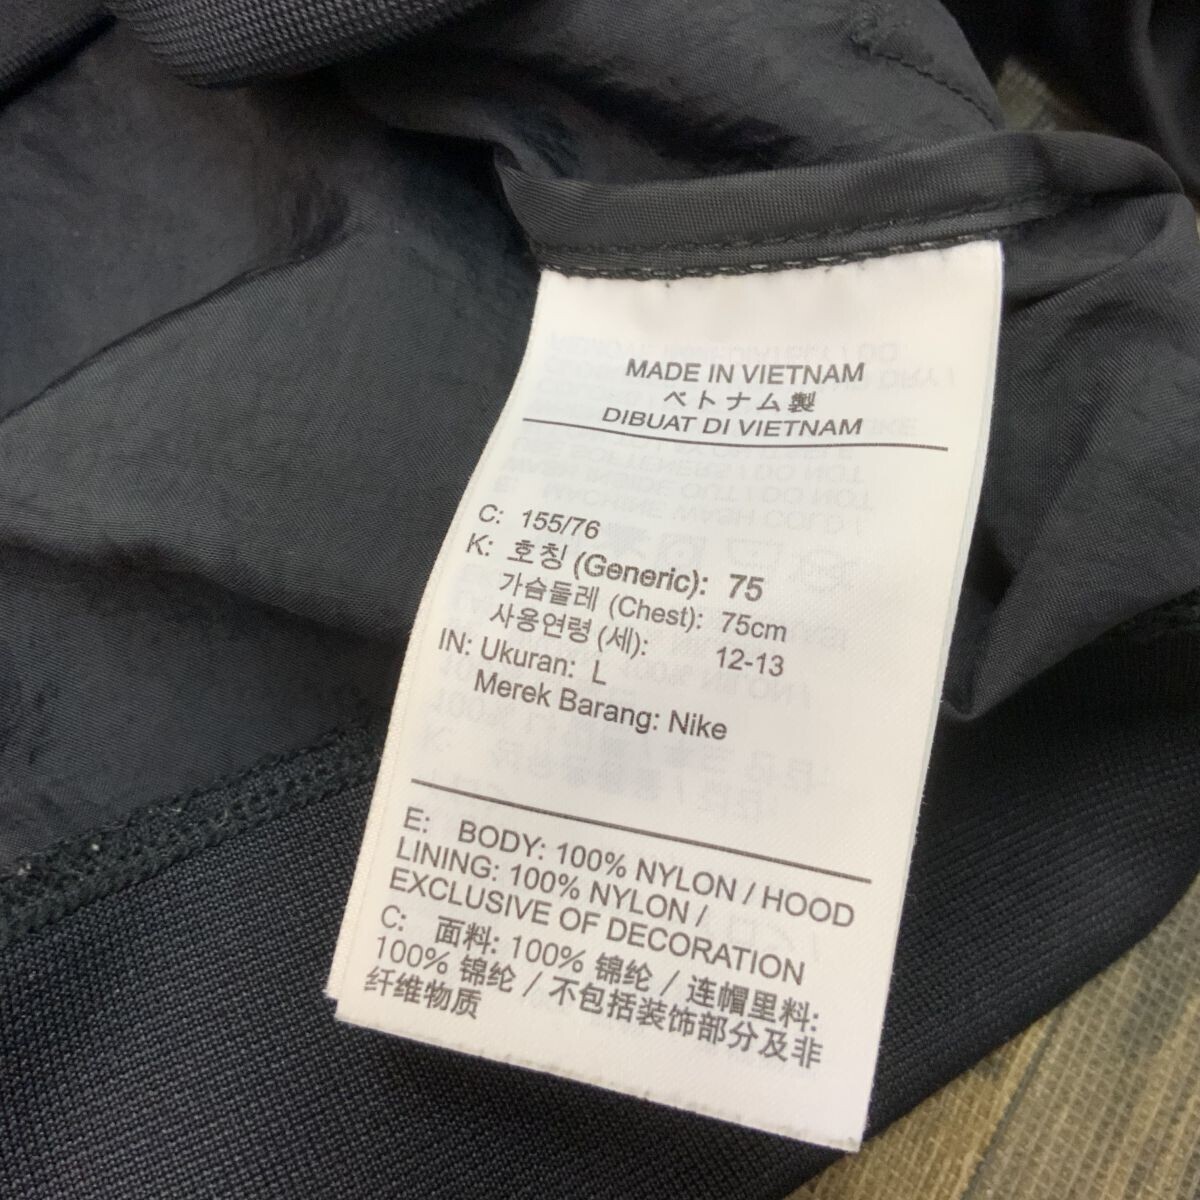 MADE IN VIETNAM
ベトナム製
DIBUAT DI VIETNAM
C: 155/76
K: 호칭 (Generic): 75
가슴둘레 (Chest): 75cm
사용연령 (세): 12-13
IN: Ukuran: L
Merek Barang: Nike
E: BODY: 100% NYLON / HOOD
LINING: 100% NYLON /
EXCLUSIVE OF DECORATION
C: 面料: 100% 锦纶 / 连帽里料:
100% 锦纶 / 不包括装饰部分及非
纤维物质